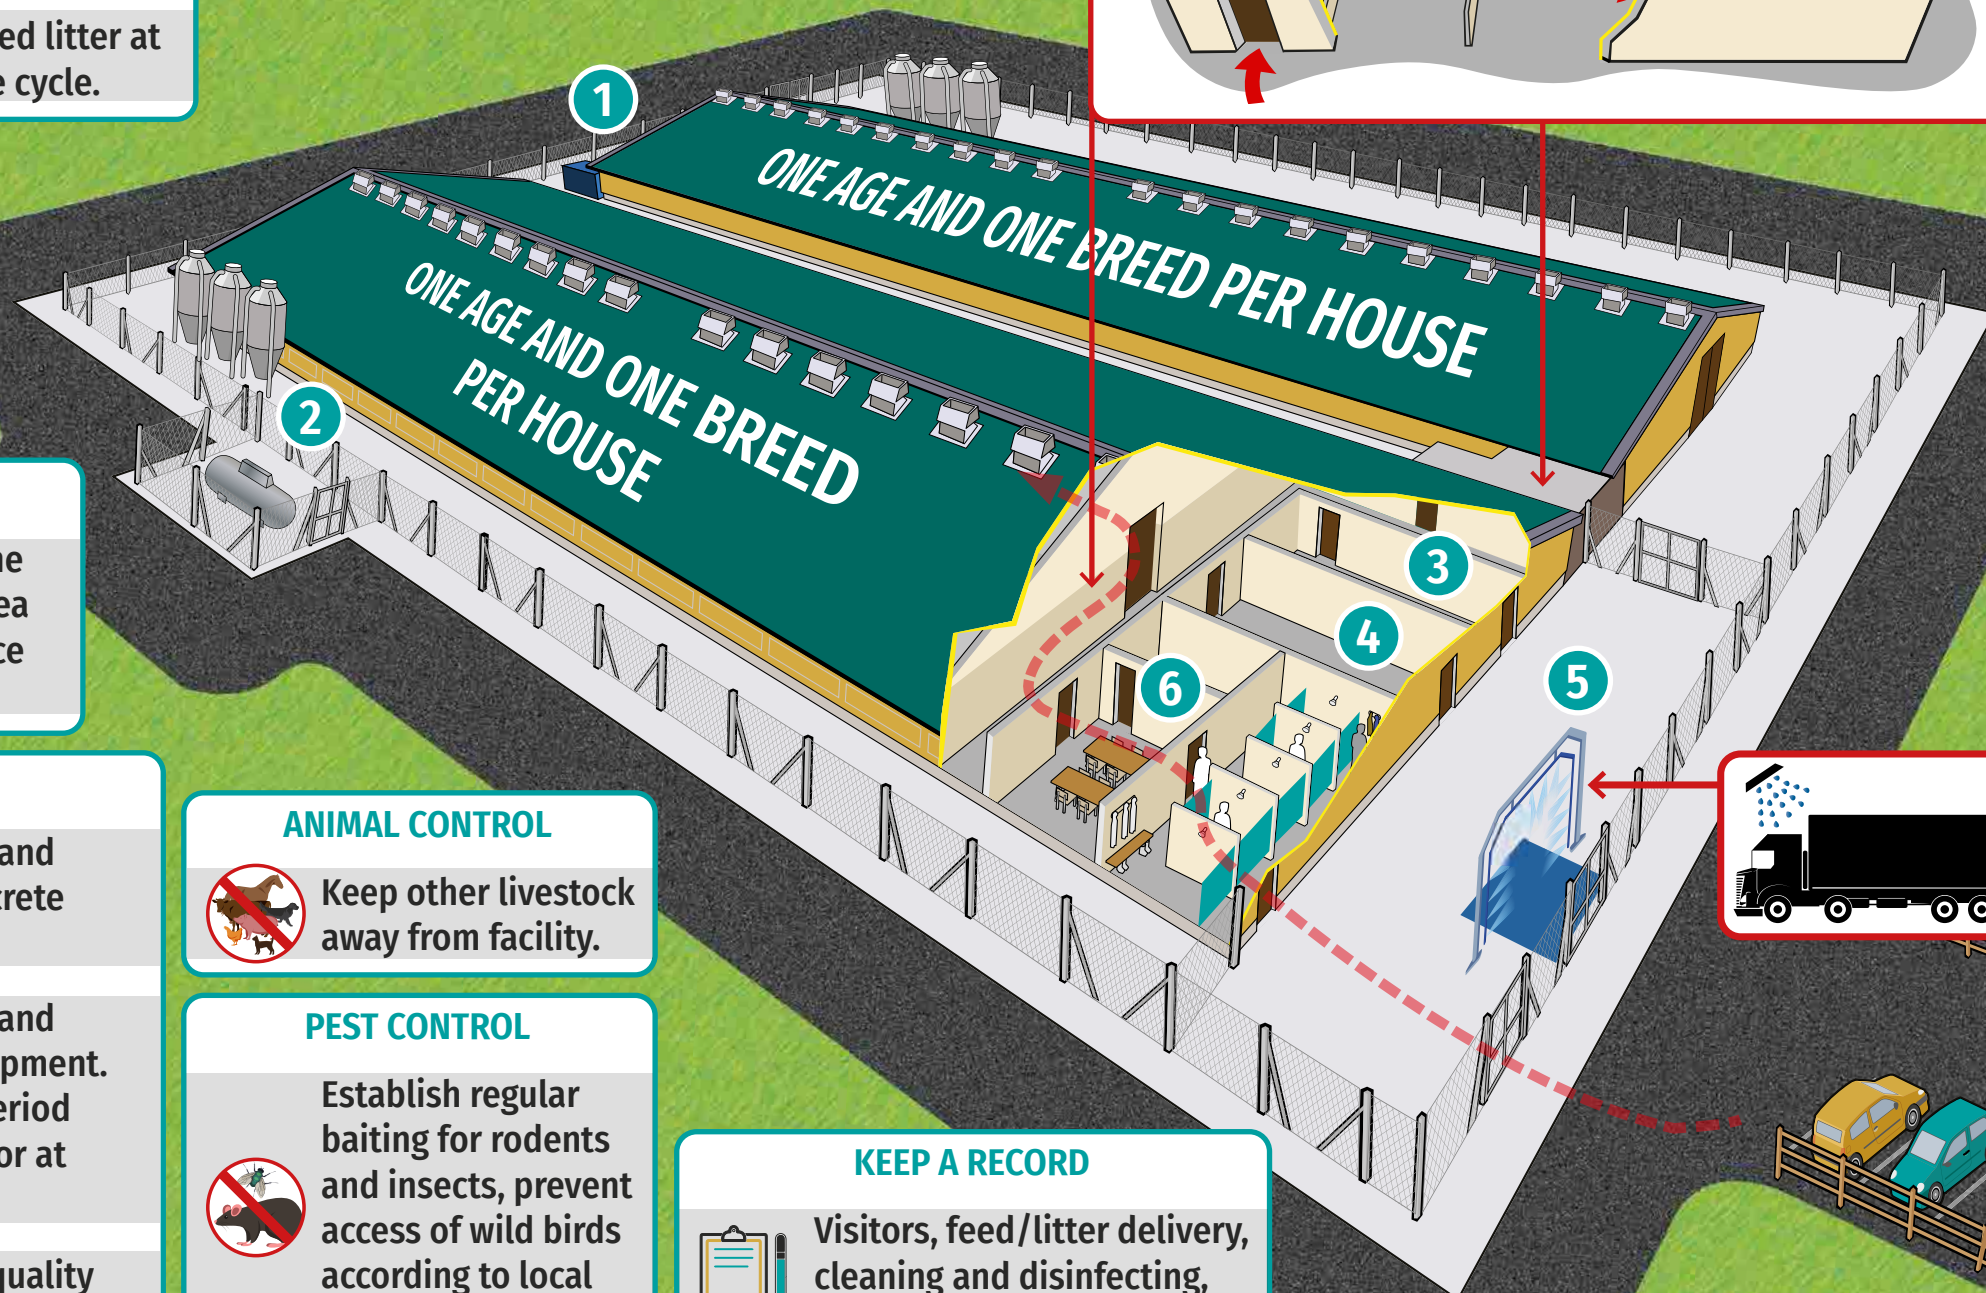 ed litter at
e cycle.
1
ONE AGE AND ONE BREED PER HOUSE
ONE AGE AND ONE BREED
PER HOUSE
2
3
4
5
6
ne
ea
ce
and
crete
and
pment.
eriod
or at
quality
ANIMAL CONTROL
Keep other livestock
away from facility.
PEST CONTROL
Establish regular
baiting for rodents
and insects, prevent
access of wild birds
according to local
KEEP A RECORD
Visitors, feed/litter delivery,
cleaning and disinfecting,